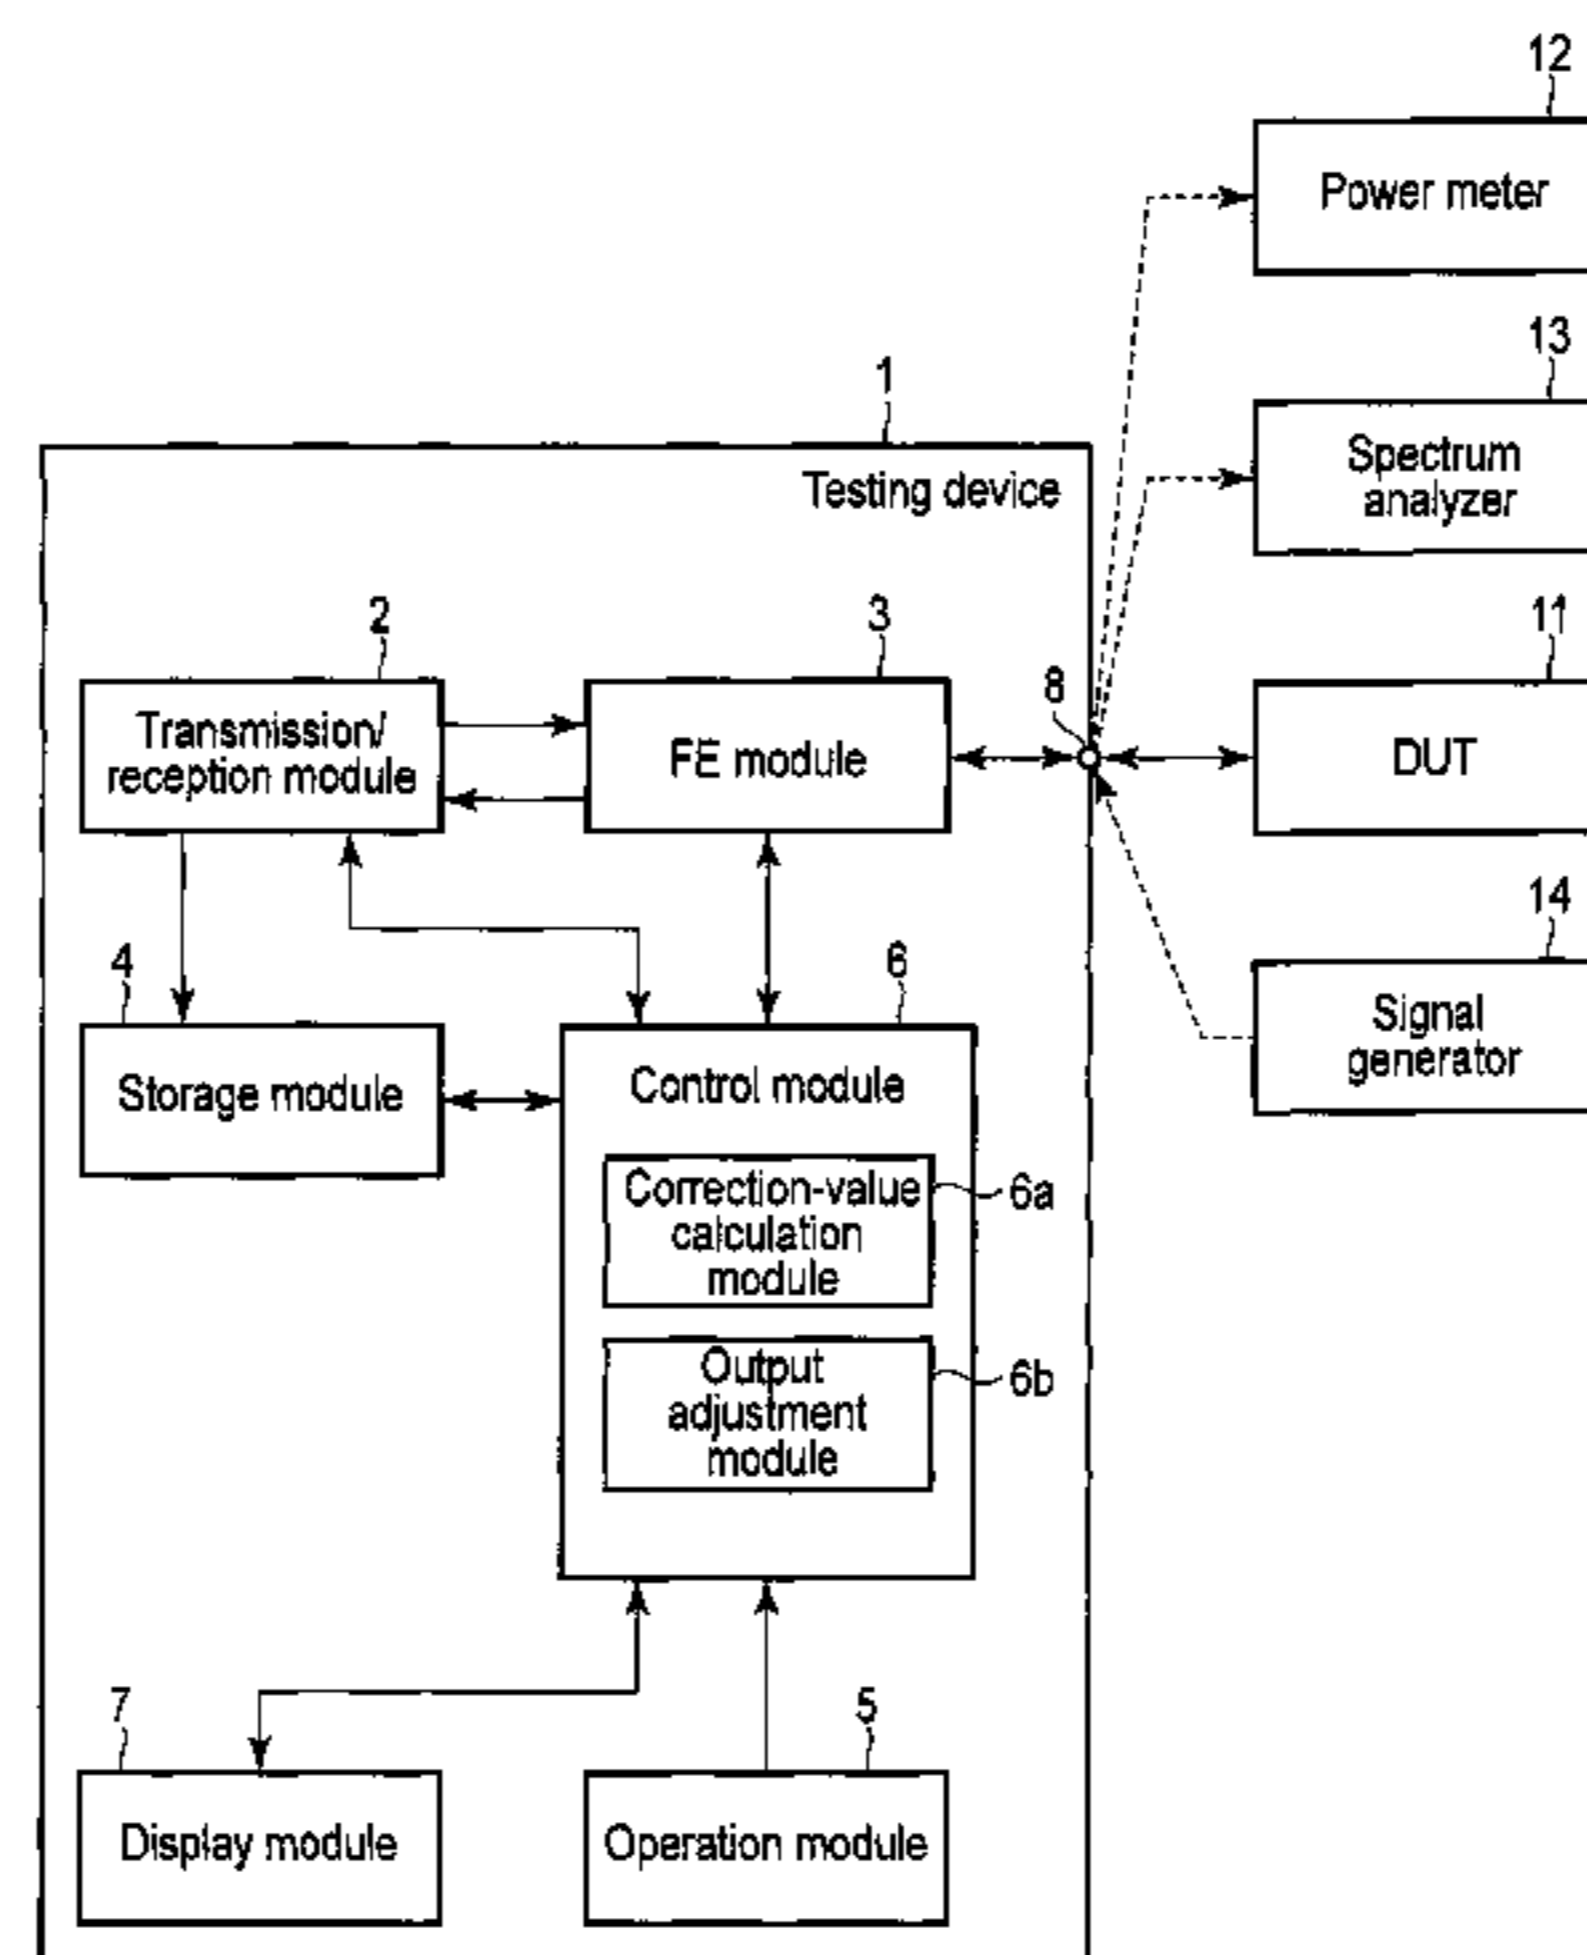 12
Power meter
13
Spectrum
analyzer
1
Testing device
2
Transmission/
reception module
3
FE module
8
11
DUT
14
Signal
generator
4
Storage module
6
Control module
Correction-value
calculation
module
6a
Output
adjustment
module
6b
7
Display module
5
Operation module